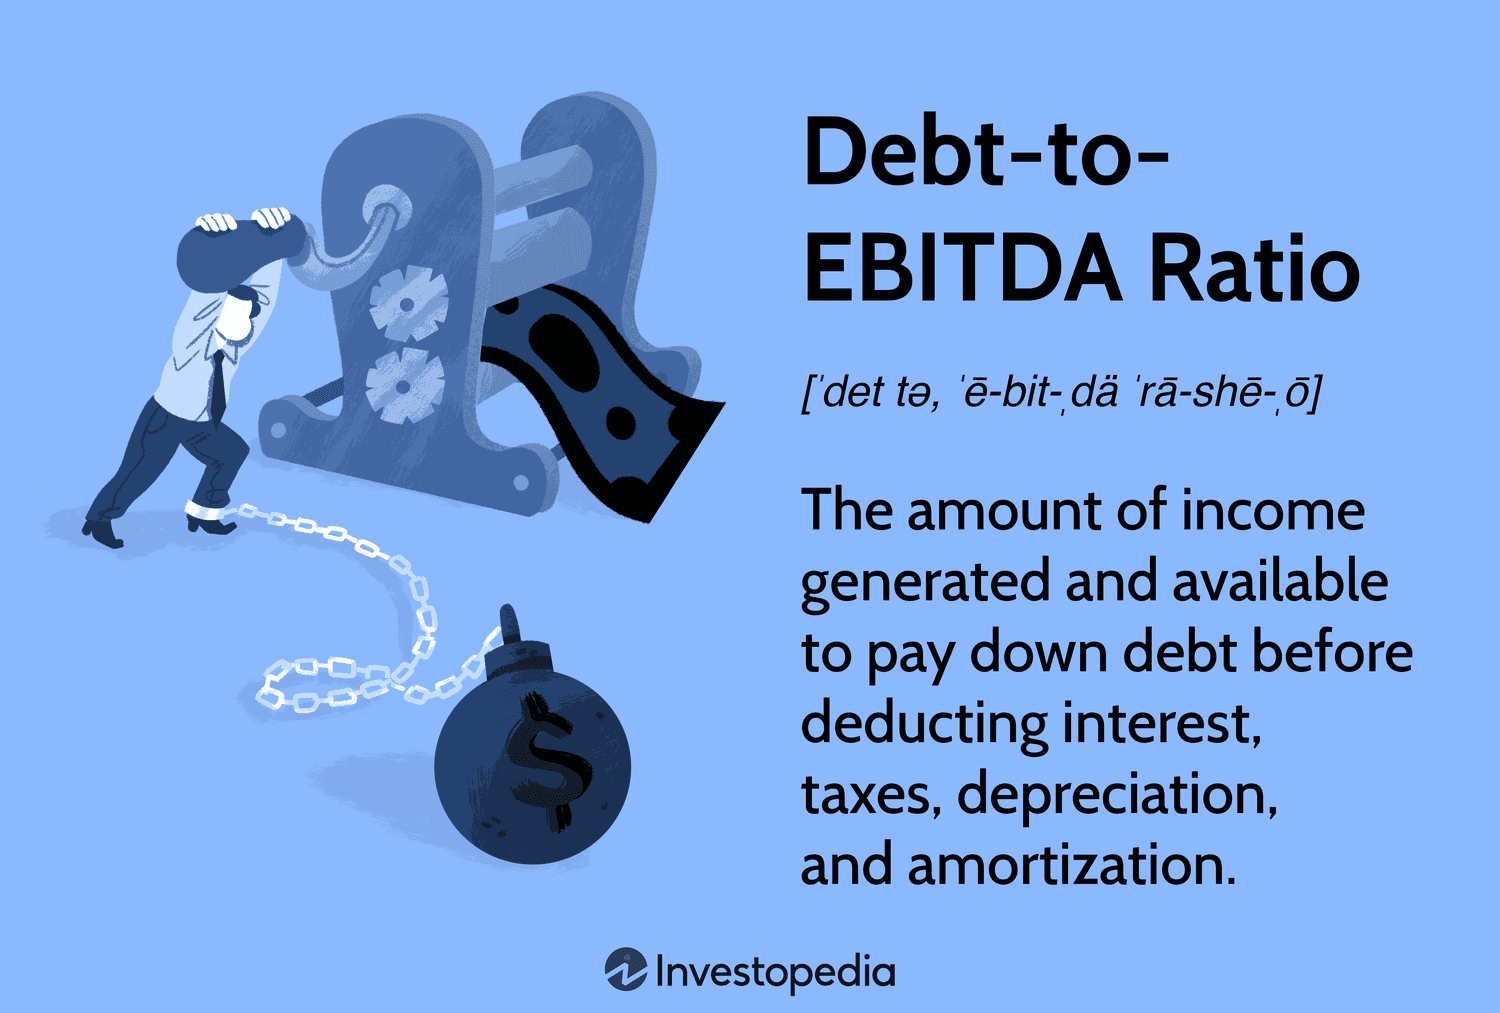 Debt-to-
EBITDA Ratio
[ˈdet tə, ˈē-bit-ˌdä ˈrā-shē-ˌō]
The amount of income
generated and available
to pay down debt before
deducting interest,
taxes, depreciation,
and amortization.
$
Investopedia